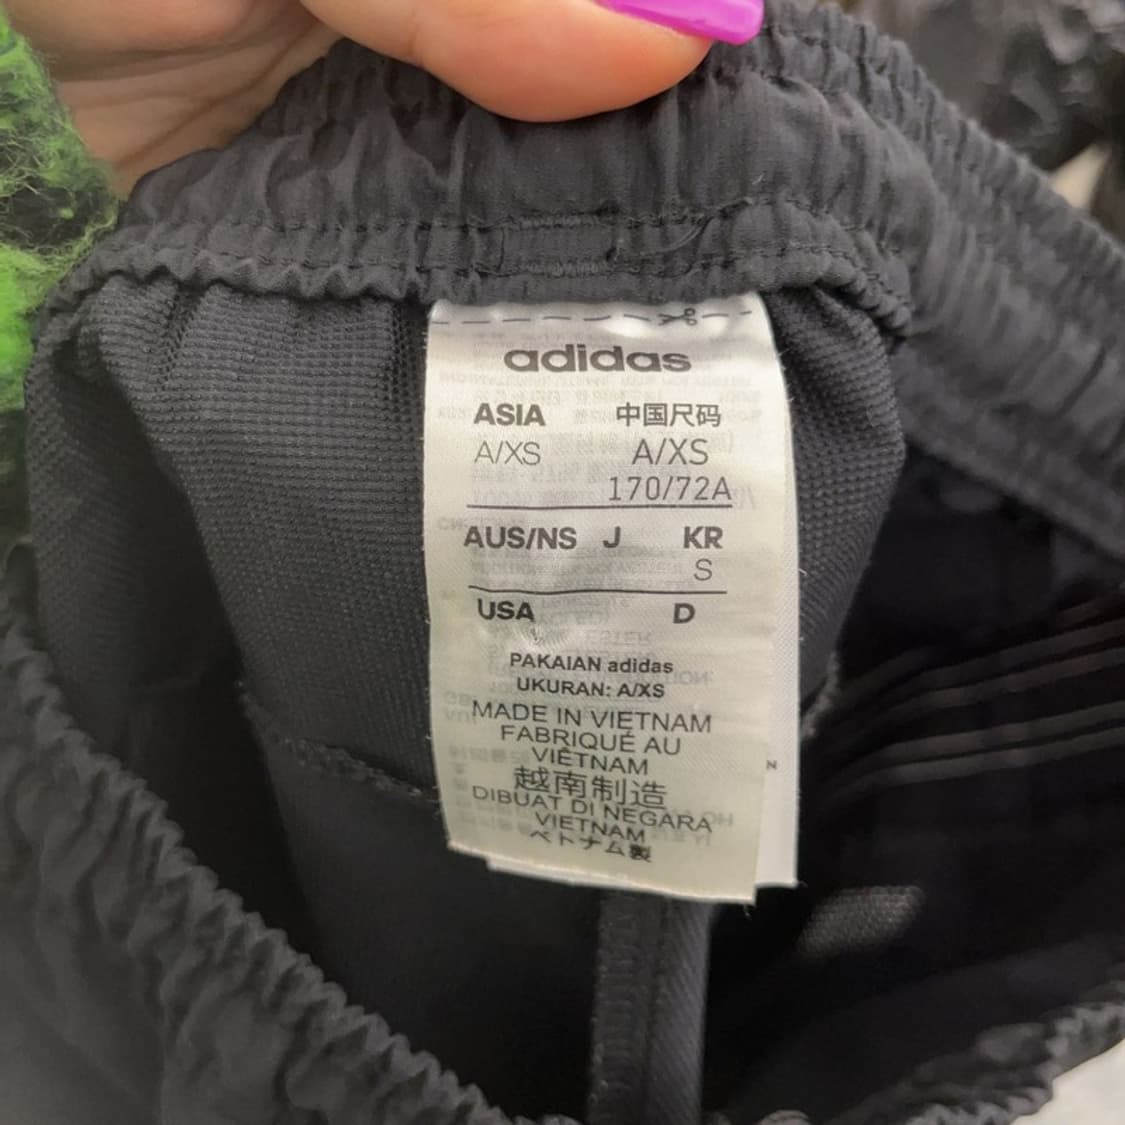 adidas
ASIA 中国尺码
A/XS A/XS
170/72A
AUS/NS J KR
S
USA D
PAKAIAN adidas
UKURAN: A/XS
MADE IN VIETNAM
FABRIQUÉ AU
VIETNAM
越南制造
DIBUAT DI NEGARA
VIETNAM
ベトナム製